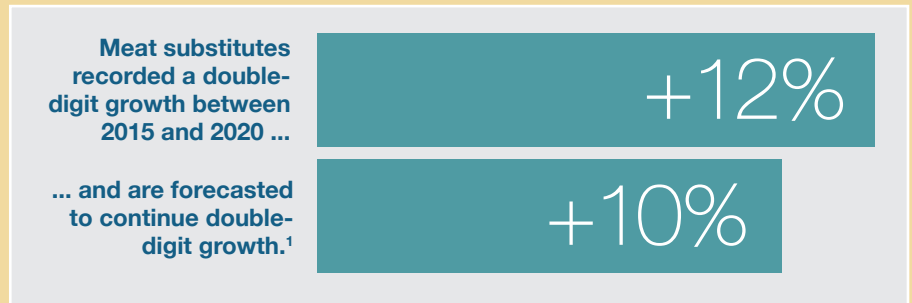 Meat substitutes
recorded a double-
digit growth between
2015 and 2020 ...
+12%
... and are forecasted
to continue double-
digit growth.¹
+10%